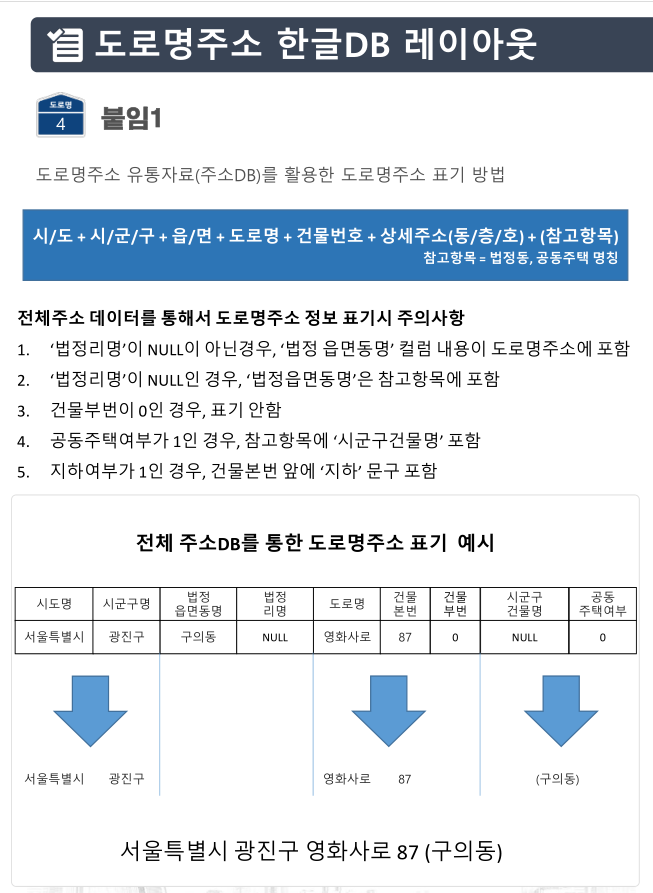 도로명주소 한글DB 레이아웃
도로명
4
붙임1
도로명주소 유통자료(주소DB)를 활용한 도로명주소 표기 방법
시/도 + 시/군/구 + 읍/면 + 도로명 + 건물번호 + 상세주소(동/층/호) + (참고항목)
참고항목 = 법정동, 공동주택 명칭
전체주소 데이터를 통해서 도로명주소 정보 표기시 주의사항
1. ‘법정리명’이 NULL이 아닌경우, ‘법정 읍면동명’ 컬럼 내용이 도로명주소에 포함
2. ‘법정리명’이 NULL인 경우, ‘법정읍면동명’은 참고항목에 포함
3. 건물부번이 0인 경우, 표기 안함
4. 공동주택여부가 1인 경우, 참고항목에 ‘시군구건물명’ 포함
5. 지하여부가 1인 경우, 건물본번 앞에 ‘지하’ 문구 포함
전체 주소DB를 통한 도로명주소 표기 예시
시도명 시군구명 법정 읍면동명 법정 리명 도로명 건물 본번 건물 부번 시군구 건물명 공동 주택여부
서울특별시 광진구 구의동 NULL 영화사로 87 0 NULL 0
서울특별시 광진구 영화사로 87 (구의동)
서울특별시 광진구 영화사로 87 (구의동)